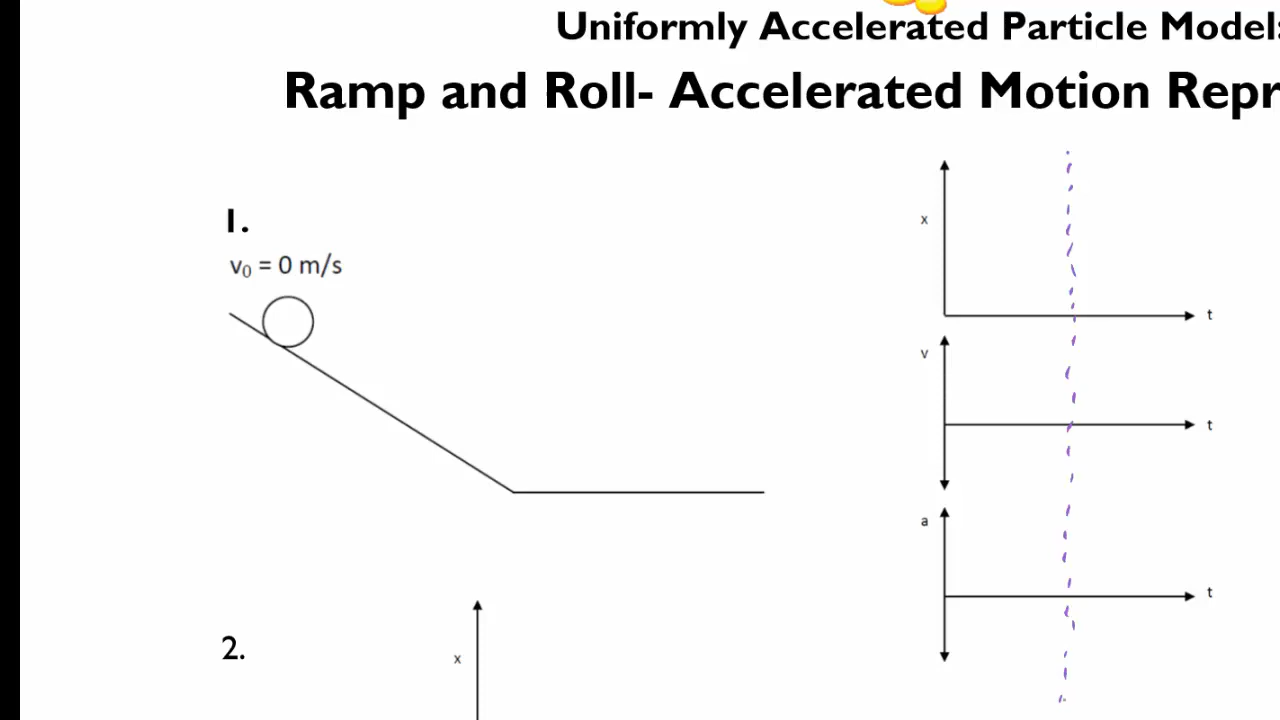 Uniformly Accelerated Particle Model:
Ramp and Roll- Accelerated Motion Repr
1.
v₀ = 0 m/s
x
t
v
t
a
t
2.
x